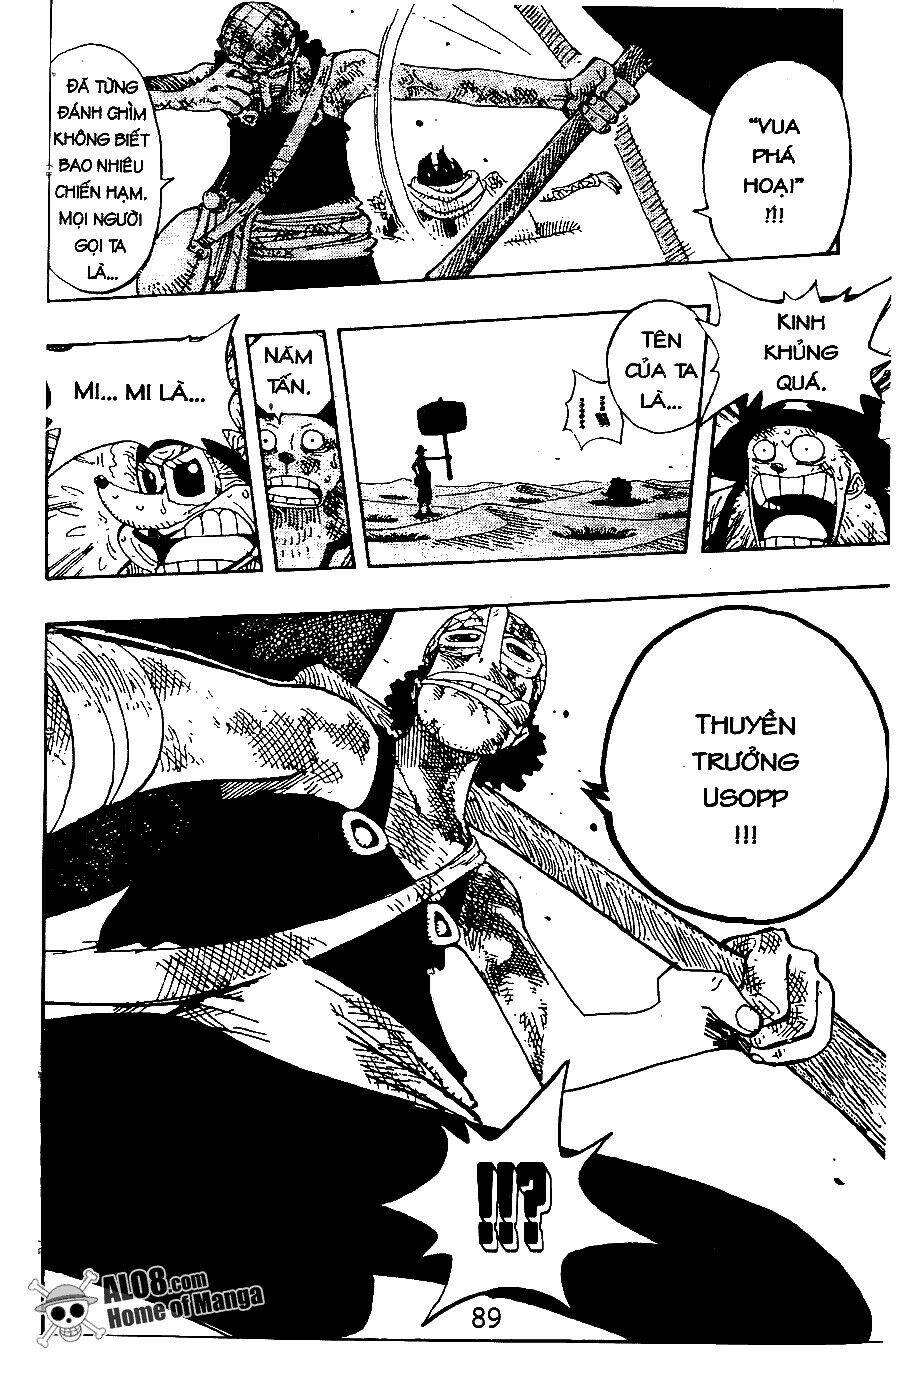 "VUA
PHÁ
HOẠI"
!!!
ĐÃ TỪNG
ĐÁNH CHÌM
KHÔNG BIẾT
BAO NHIÊU
CHIẾN HẠM,
MỌI NGƯỜI
GỌI TA
LÀ...
KINH
KHỦNG
QUÁ.
TÊN
CỦA TA
LÀ...
NĂM
TẤN.
MI... MI LÀ...
THUYỀN
TRƯỞNG
USOPP
!!!
!!?
89
ALO8.com
Home of Manga